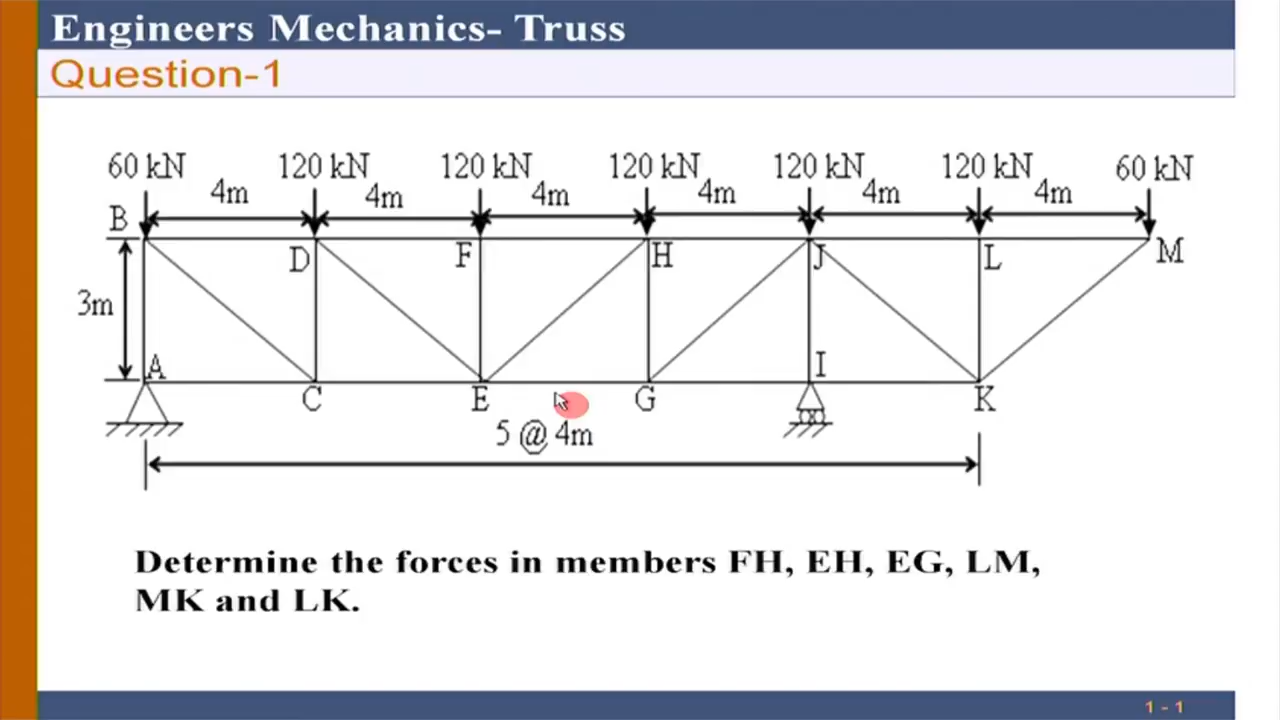 Engineers Mechanics- Truss
Question-1
60 kN 120 kN 120 kN 120 kN 120 kN 120 kN 60 kN
4m 4m 4m 4m 4m 4m
B
D F H J L M
3m
A I
C E G K
5 @ 4m
Determine the forces in members FH, EH, EG, LM,
MK and LK.
1 - 1